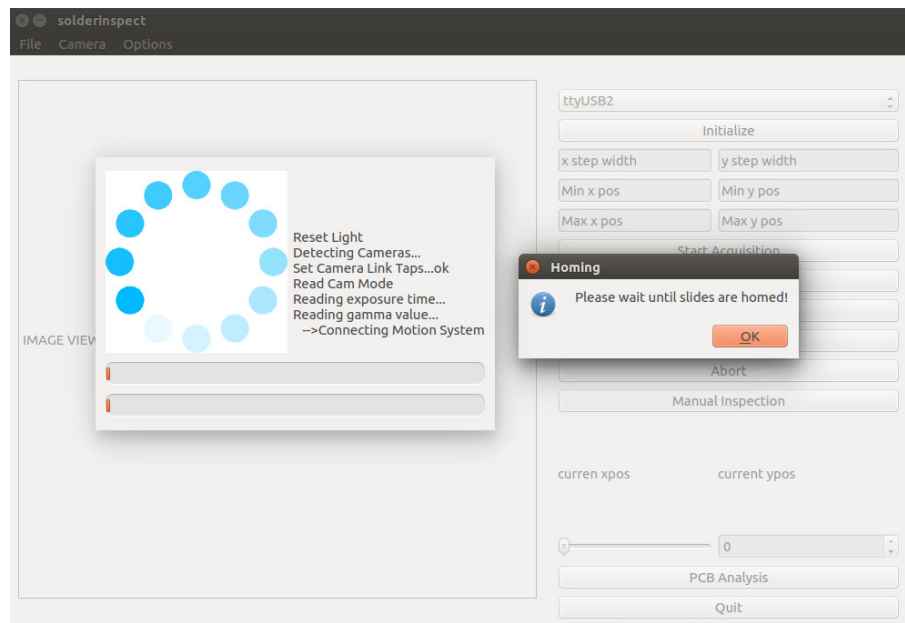 solderinspect
File Camera Options
ttyUSB2
Initialize
x step width y step width
Min x pos Min y pos
Max x pos Max y pos
Start Acquisition
Reset Light
Detecting Cameras...
Set Camera Link Taps...ok
Read Cam Mode
Reading exposure time...
Reading gamma value...
-->Connecting Motion System
Homing
Please wait until slides are homed!
OK
IMAGE VIEW
Abort
Manual Inspection
curren xpos current ypos
0
PCB Analysis
Quit